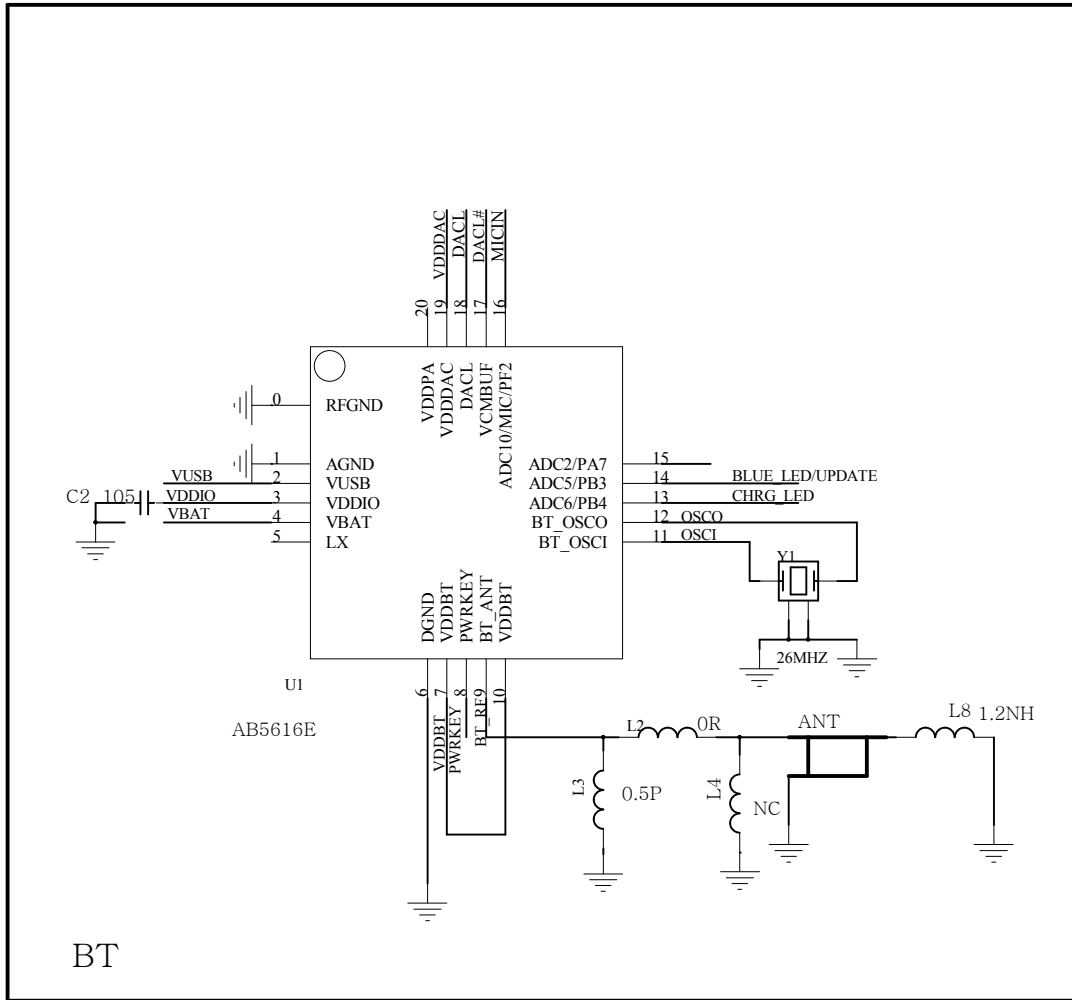 VDDDAC
DACL
DACL#
MICIN
20
19
18
17
16
VDDPA
VDDDAC
DACL
VCMBUF
ADC10/MIC/PF2
0 RFGND
1 AGND
VUSB 2 VUSB
C2 105 VDDIO 3 VDDIO
VBAT 4 VBAT
5 LX
ADC2/PA7 15
ADC5/PB3 14 BLUE_LED/UPDATE
ADC6/PB4 13 CHRG_LED
BT_OSCO 12 OSCO
BT_OSCI 11 OSCI
Y1
26MHZ
DGND
VDDBT
PWRKEY
BT_ANT
VDDBT
U1
AB5616E
6
7
8
9
10
VDDBT
PWRKEY
BT_RF
L2 0R
ANT
L8 1.2NH
L3 0.5P
L4 NC
BT